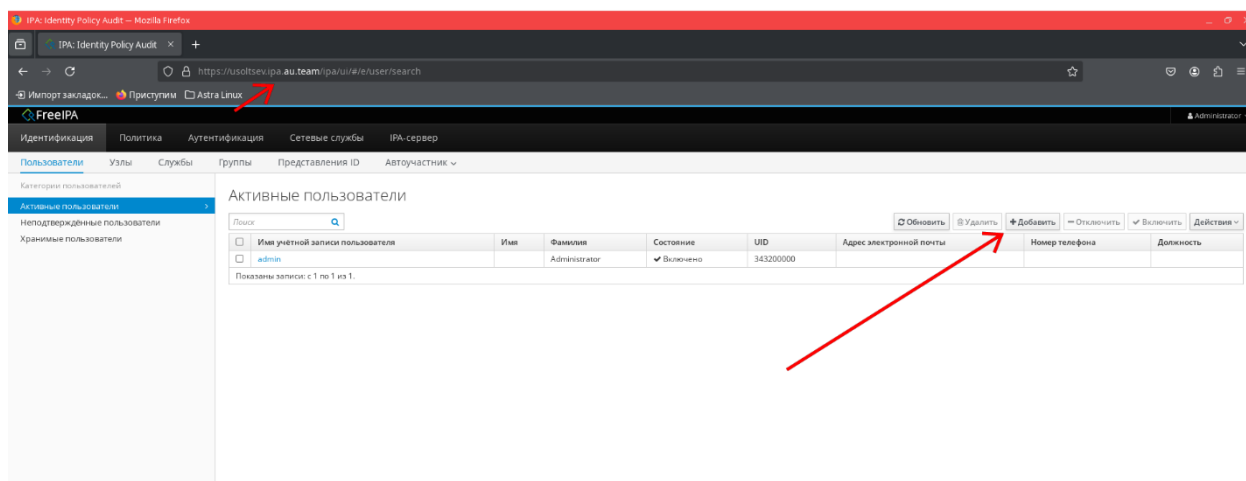 IPA: Identity Policy Audit — Mozilla Firefox
IPA: Identity Policy Audit
https://usoltsev.ipa.au.team/ipa/ui/#/e/user/search
Импорт закладок... Приступим Astra Linux
FreeIPA Administrator
Идентификация Политика Аутентификация Сетевые службы IPA-сервер
Пользователи Узлы Службы Группы Представления ID Автоучастник
Категории пользователей
Активные пользователи
Неподтверждённые пользователи
Хранимые пользователи
Активные пользователи
Поиск Обновить Удалить Добавить Отключить Включить Действия
Имя учётной записи пользователя Имя Фамилия Состояние UID Адрес электронной почты Номер телефона Должность
admin Administrator Включено 343200000
Показаны записи: с 1 по 1 из 1.